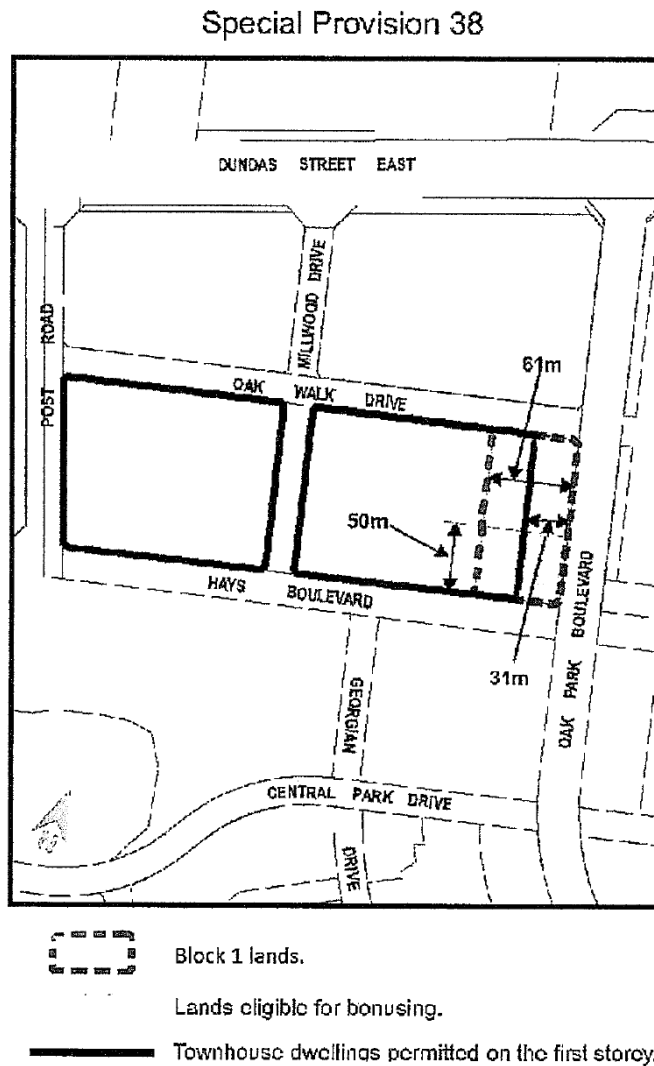 Special Provision 38
DUNDAS STREET EAST
MILLWOOD DRIVE
POST ROAD
OAK WALK DRIVE
61m
50m
HAYS BOULEVARD
31m
OAK PARK BOULEVARD
GEORGIAN DRIVE
CENTRAL PARK DRIVE
Block 1 lands.
Lands eligible for bonusing.
Townhouse dwellings permitted on the first storey.